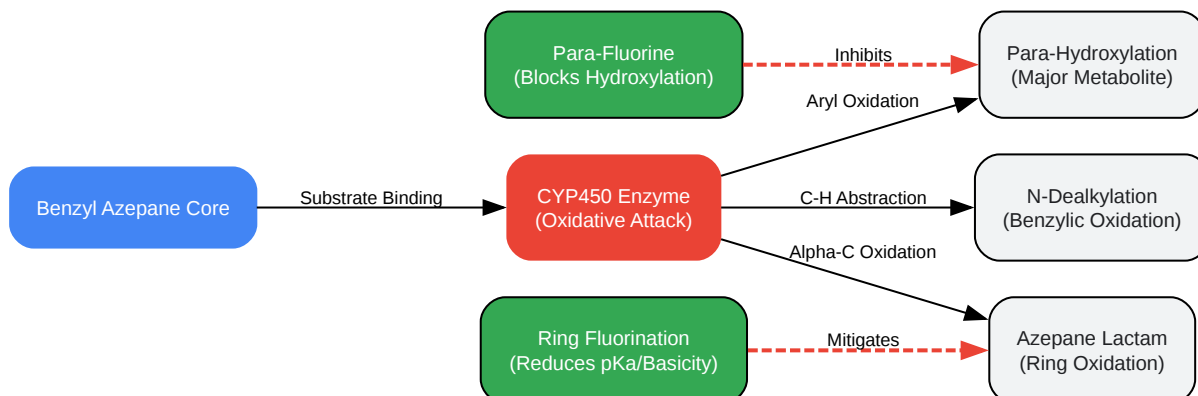 Para-Fluorine
(Blocks Hydroxylation)
Inhibits
Para-Hydroxylation
(Major Metabolite)
Aryl Oxidation
Benzyl Azepane Core
Substrate Binding
CYP450 Enzyme
(Oxidative Attack)
C-H Abstraction
N-Dealkylation
(Benzylic Oxidation)
Alpha-C Oxidation
Ring Fluorination
(Reduces pKa/Basicity)
Mitigates
Azepane Lactam
(Ring Oxidation)